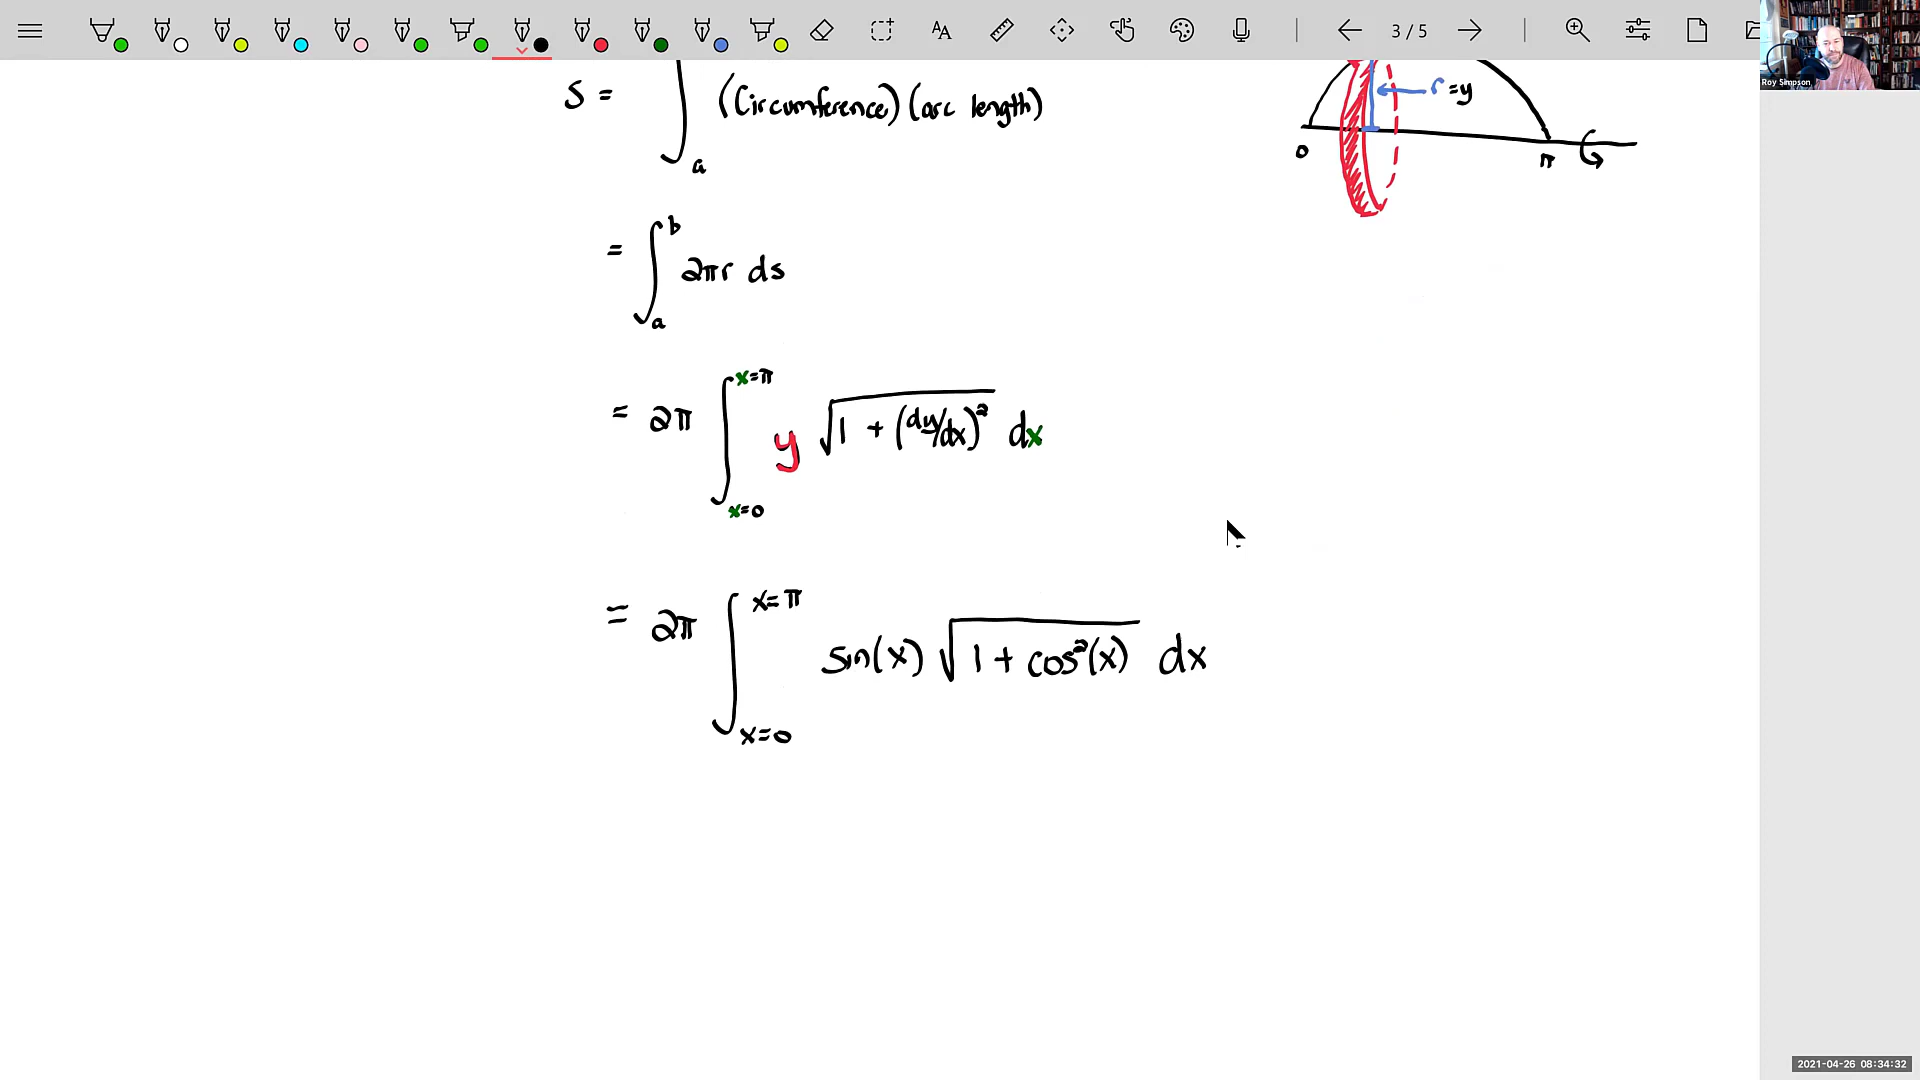 3 / 5
Roy Simpson
S = ∫ₐ (Circumference) (arc length)
r = y
0 π
= ∫ₐᵇ 2πr ds
= 2π ∫_{x=0}^{x=π} y √(1 + (dy/dx)²) dx
= 2π ∫_{x=0}^{x=π} sin(x) √(1 + cos²(x)) dx
2021-04-26 08:34:32